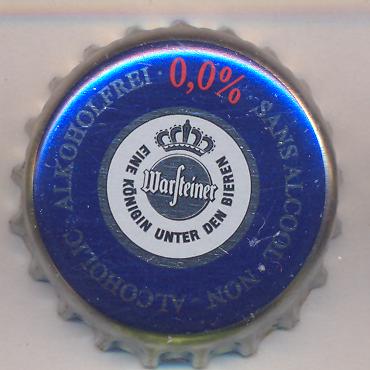 ALKOHOLFREI · 0,0% · SANS ALCOOL · NON - ALCOHOLIC ·
Warsteiner
EINE KÖNIGIN UNTER DEN BIEREN